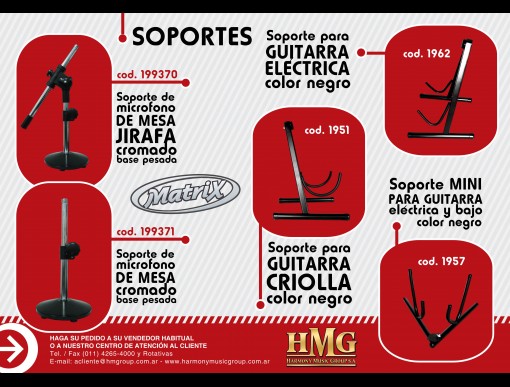 SOPORTES
cod. 199370
Soporte de
microfono
DE MESA
JIRAFA
cromado
base pesada
Matrix
cod. 199371
Soporte de
microfono
DE MESA
cromado
base pesada
Soporte para
GUITARRA
ELECTRICA
color negro
cod. 1962
cod. 1951
Soporte para
GUITARRA
CRIOLLA
color negro
Soporte MINI
PARA GUITARRA
eléctrica y bajo
color negro
cod. 1957
HAGA SU PEDIDO A SU VENDEDOR HABITUAL
O A NUESTRO CENTRO DE ATENCIÓN AL CLIENTE
Tel. / Fax (011) 4265-4000 y Rotativas
E-mail: acliente@hmgroup.com.ar - www.harmonymusicgroup.com.ar
HMG
HARMONY MUSIC GROUP S.A.